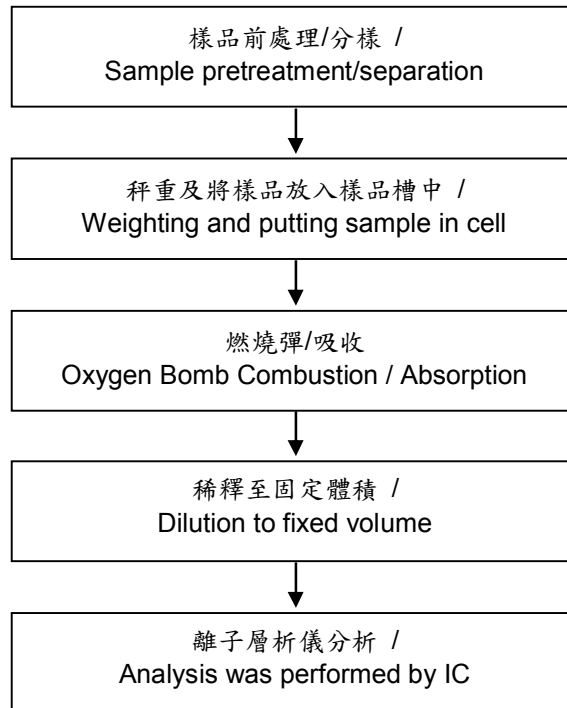 樣品前處理/分樣 /
Sample pretreatment/separation
秤重及將樣品放入樣品槽中 /
Weighting and putting sample in cell
燃燒彈/吸收
Oxygen Bomb Combustion / Absorption
稀釋至固定體積 /
Dilution to fixed volume
離子層析儀分析 /
Analysis was performed by IC